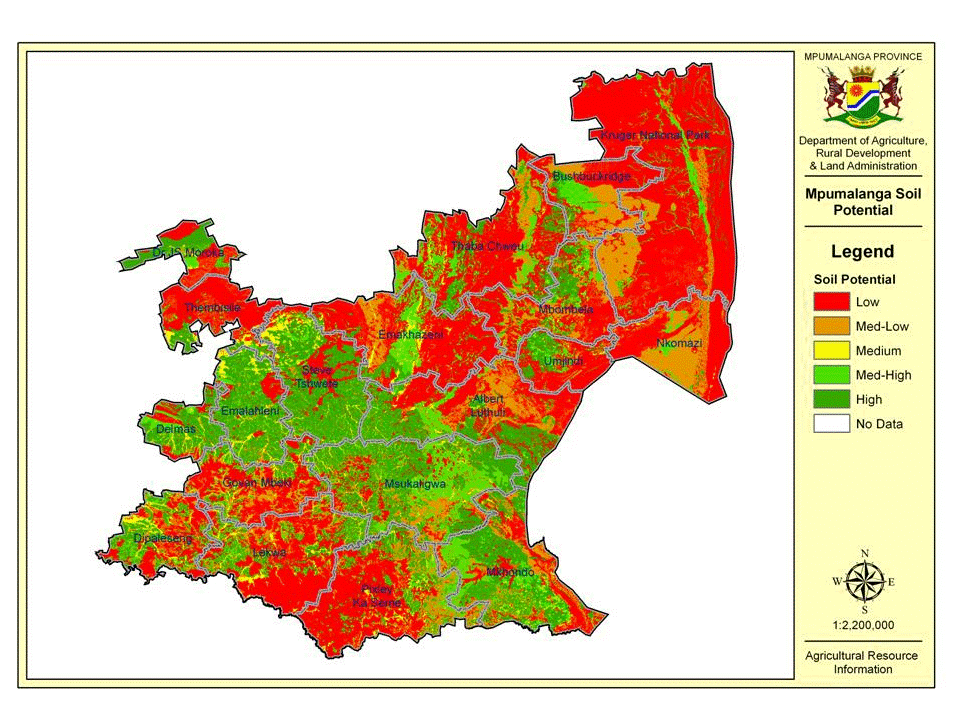 MPUMALANGA PROVINCE
Department of Agriculture,
Rural Development
& Land Administration
Mpumalanga Soil
Potential
Legend
Soil Potential
Low
Med-Low
Medium
Med-High
High
No Data
N
W E
S
1:2,200,000
Agricultural Resource
Information
Kruger National Park
Bushbuckridge
Thaba Chweu
Dr JS Moroka
Thembisile
Mbombela
Emakhazeni
Nkomazi
Umjindi
Steve
Tshwete
Albert
Luthuli
Emalahleni
Delmas
Govan Mbeki
Msukaligwa
Dipaleseng
Lekwa
Mkhondo
Pixley
Ka Seme